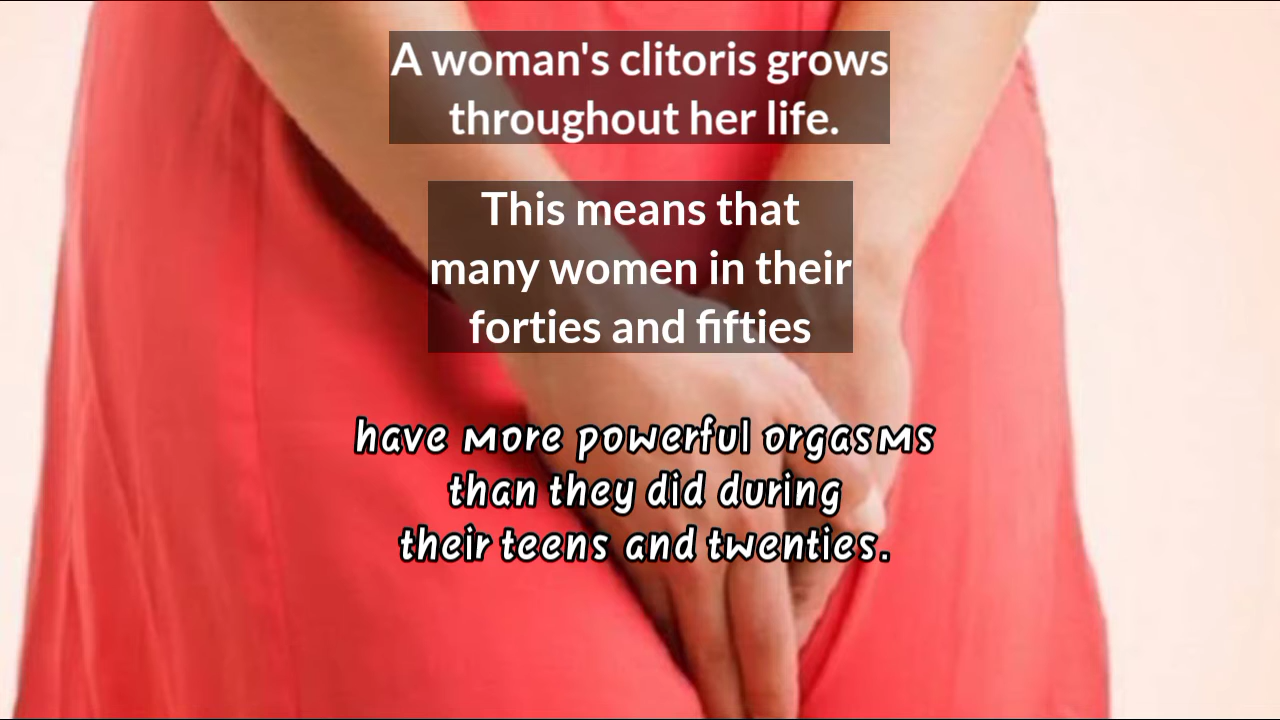 A woman's clitoris grows
throughout her life.
This means that
many women in their
forties and fifties
have more powerful orgasms
than they did during
their teens and twenties.